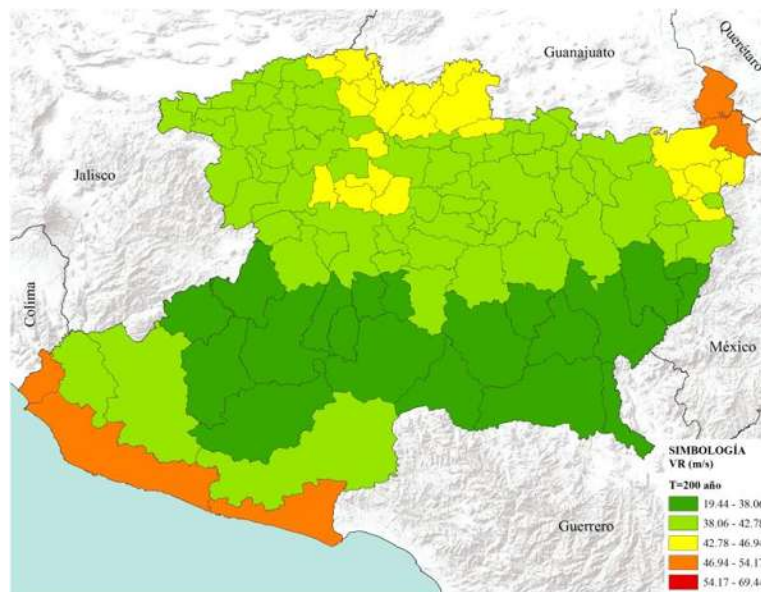 Guanajuato
Querétaro
Jalisco
Colima
México
Guerrero
SIMBOLOGÍA
VR (m/s)
T=200 año
19.44 - 38.06
38.06 - 42.78
42.78 - 46.94
46.94 - 54.17
54.17 - 69.44